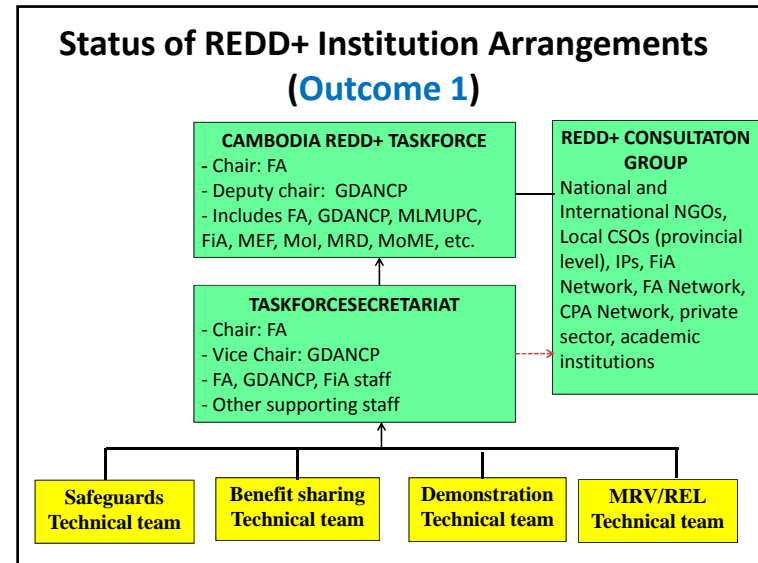 Status of REDD+ Institution Arrangements
(Outcome 1)
CAMBODIA REDD+ TASKFORCE
- Chair: FA
- Deputy chair: GDANCP
- Includes FA, GDANCP, MLMUPC,
FiA, MEF, MoI, MRD, MoME, etc.
REDD+ CONSULTATON
GROUP
National and
International NGOs,
Local CSOs (provincial
level), IPs, FiA
Network, FA Network,
CPA Network, private
sector, academic
institutions
TASKFORCESECRETARIAT
- Chair: FA
- Vice Chair: GDANCP
- FA, GDANCP, FiA staff
- Other supporting staff
Safeguards
Technical team
Benefit sharing
Technical team
Demonstration
Technical team
MRV/REL
Technical team